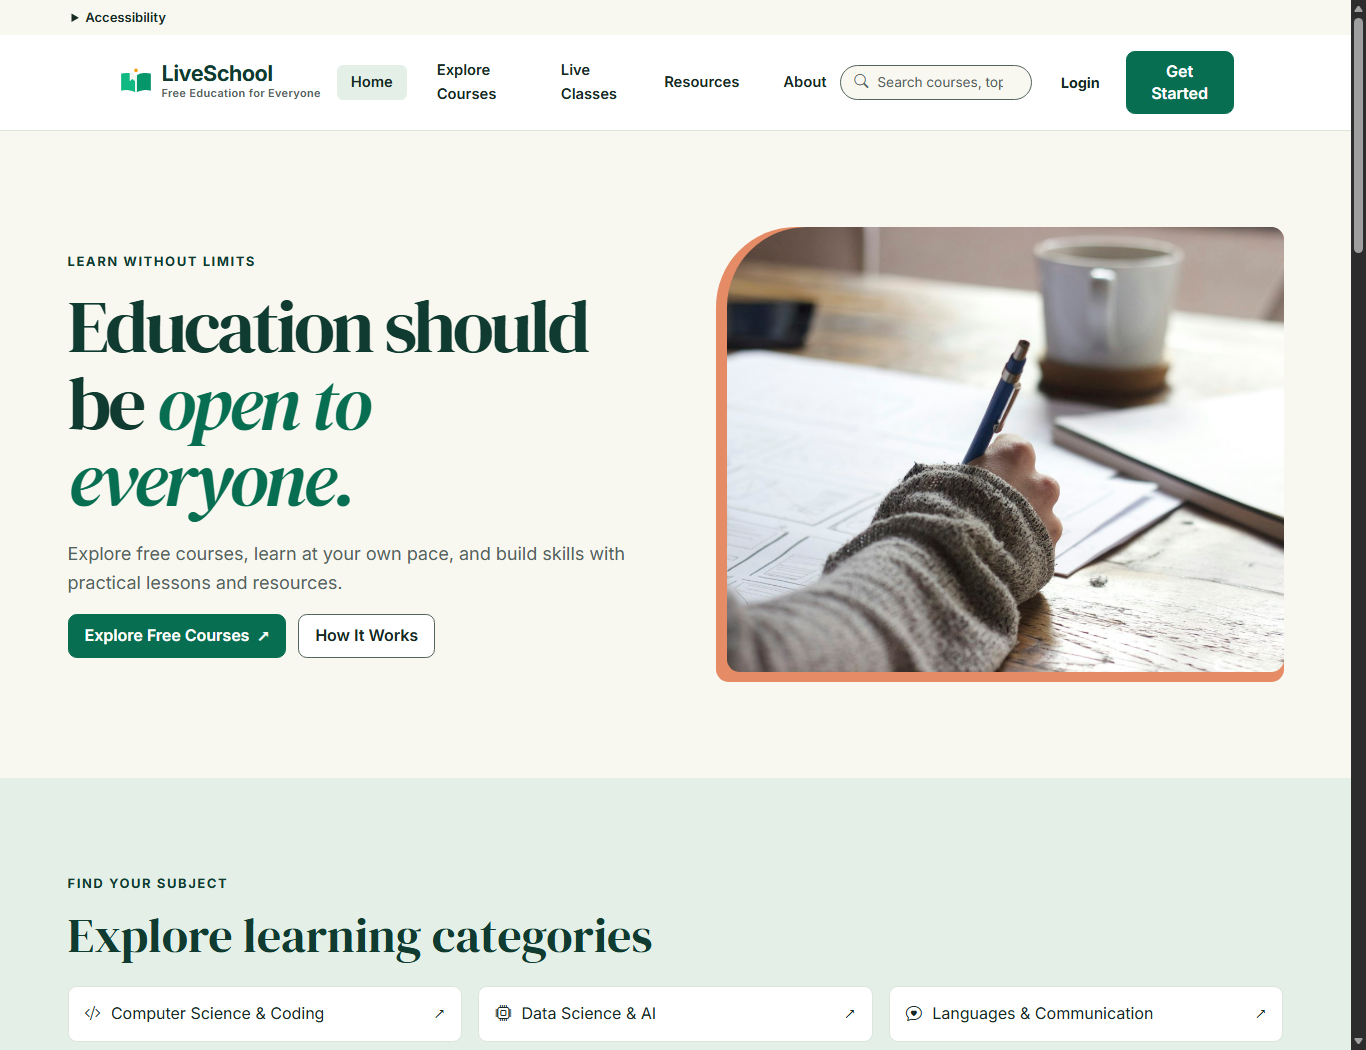 Accessibility
LiveSchool
Free Education for Everyone
Home
Explore
Courses
Live
Classes
Resources
About
Search courses, top
Login
Get
Started
LEARN WITHOUT LIMITS
Education should
be open to
everyone.
Explore free courses, learn at your own pace, and build skills with
practical lessons and resources.
Explore Free Courses ↗
How It Works
FIND YOUR SUBJECT
Explore learning categories
Computer Science & Coding ↗
Data Science & AI ↗
Languages & Communication ↗